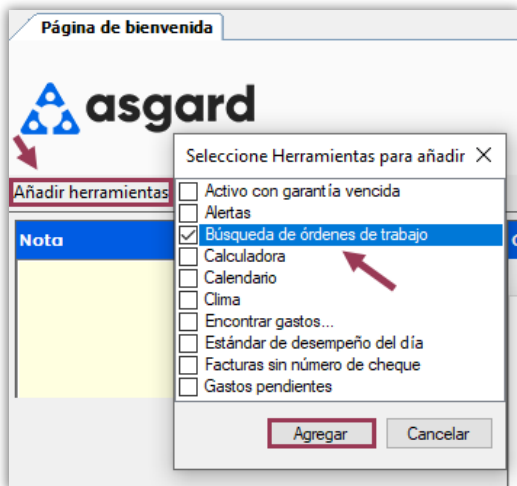 Página de bienvenida
asgard
Seleccione Herramientas para añadir
Añadir herramientas
Activo con garantía vencida
Alertas
Nota
Búsqueda de órdenes de trabajo
Calculadora
Calendario
Clima
Encontrar gastos...
Estándar de desempeño del día
Facturas sin número de cheque
Gastos pendientes
Agregar
Cancelar